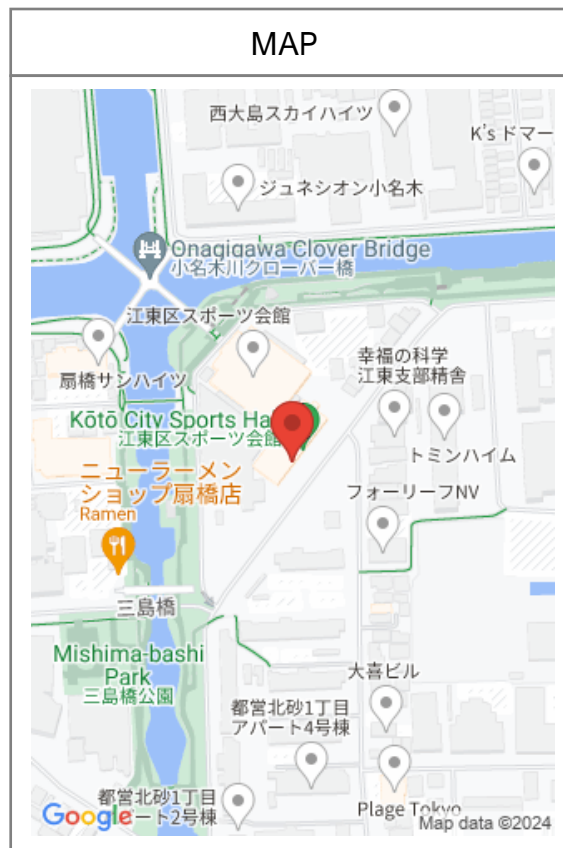 MAP
西大島スカイハイツ
K's ドマー
ジュネシオン小名木
Onagigawa Clover Bridge
小名木川クローバー橋
江東区スポーツ会館
扇橋サンハイツ
幸福の科学
江東支部精舎
Kōtō City Sports Ha
江東区スポーツ会館
トミンハイム
ニューラーメン
ショップ扇橋店
Ramen
フォーリーフNV
三島橋
Mishima-bashi
Park
三島橋公園
大喜ビル
都営北砂1丁目
アパート4号棟
都営北砂1丁目
パート2号棟
Plage Tokyo
Google
Map data ©2024